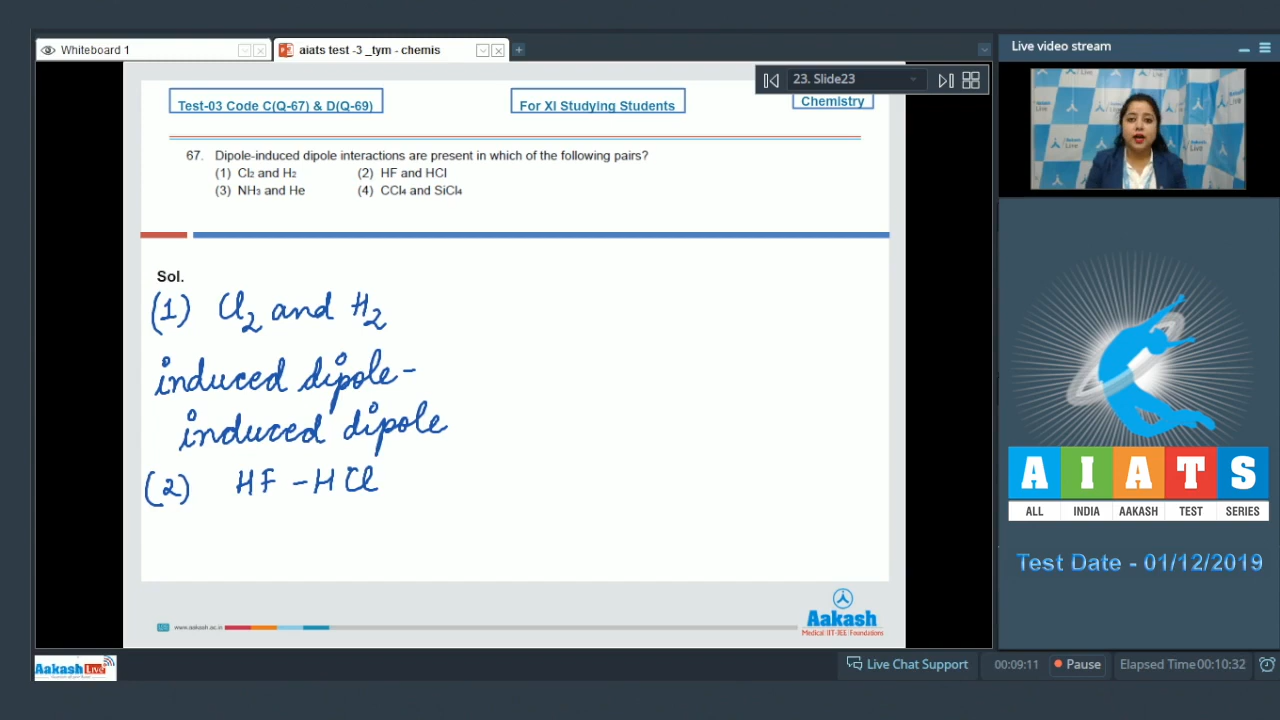 Whiteboard 1
aiats test -3 _tym - chemis
Live video stream
23. Slide23
Test-03 Code C(Q-67) & D(Q-69)
For XI Studying Students
Chemistry
67. Dipole-induced dipole interactions are present in which of the following pairs?
(1) Cl₂ and H₂ (2) HF and HCl
(3) NH₃ and He (4) CCl₄ and SiCl₄
Sol.
(1) Cl₂ and H₂
induced dipole-
induced dipole
(2) HF - HCl
A I A T S
ALL INDIA AAKASH TEST SERIES
Test Date - 01/12/2019
www.aakash.ac.in
Aakash
Medical|IIT-JEE|Foundations
Aakash Live
Live Chat Support
00:09:11
Pause
Elapsed Time 00:10:32